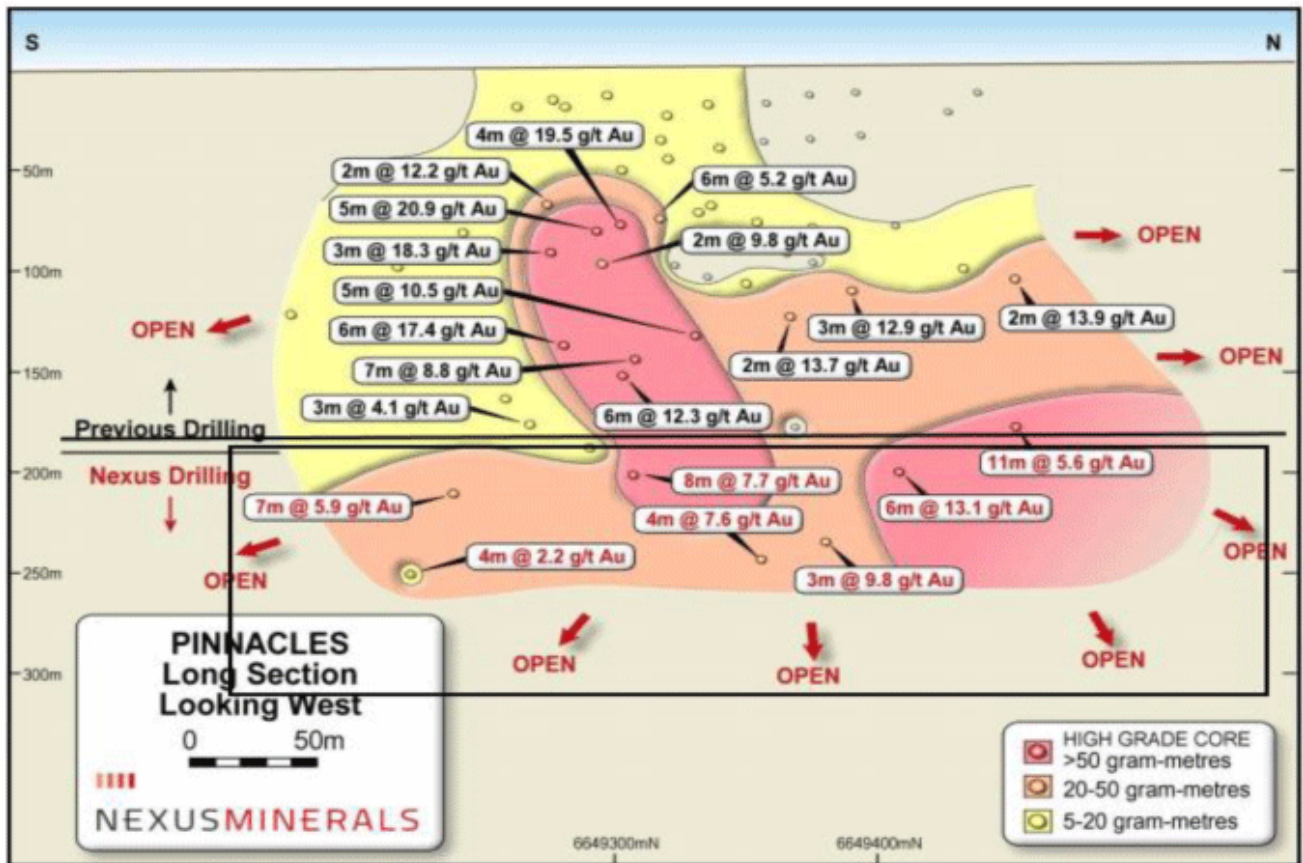 S
N
4m @ 19.5 g/t Au
2m @ 12.2 g/t Au
6m @ 5.2 g/t Au
50m
5m @ 20.9 g/t Au
3m @ 18.3 g/t Au
2m @ 9.8 g/t Au
OPEN
100m
5m @ 10.5 g/t Au
2m @ 13.9 g/t Au
OPEN
6m @ 17.4 g/t Au
3m @ 12.9 g/t Au
OPEN
150m
7m @ 8.8 g/t Au
2m @ 13.7 g/t Au
3m @ 4.1 g/t Au
6m @ 12.3 g/t Au
Previous Drilling
11m @ 5.6 g/t Au
200m
Nexus Drilling
8m @ 7.7 g/t Au
7m @ 5.9 g/t Au
6m @ 13.1 g/t Au
4m @ 7.6 g/t Au
OPEN
4m @ 2.2 g/t Au
250m
OPEN
3m @ 9.8 g/t Au
OPEN
OPEN
OPEN
300m
PINNACLES
Long Section
Looking West
0 50m
NEXUSMINERALS
HIGH GRADE CORE
>50 gram-metres
20-50 gram-metres
5-20 gram-metres
6649300mN
6649400mN